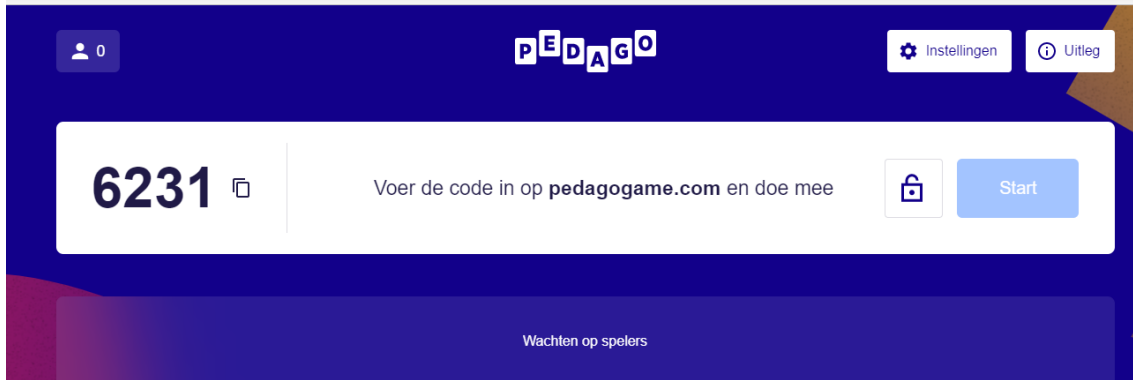 0
PEDAGO
Instellingen
Uitleg
6231
Voer de code in op pedagogame.com en doe mee
Start
Wachten op spelers